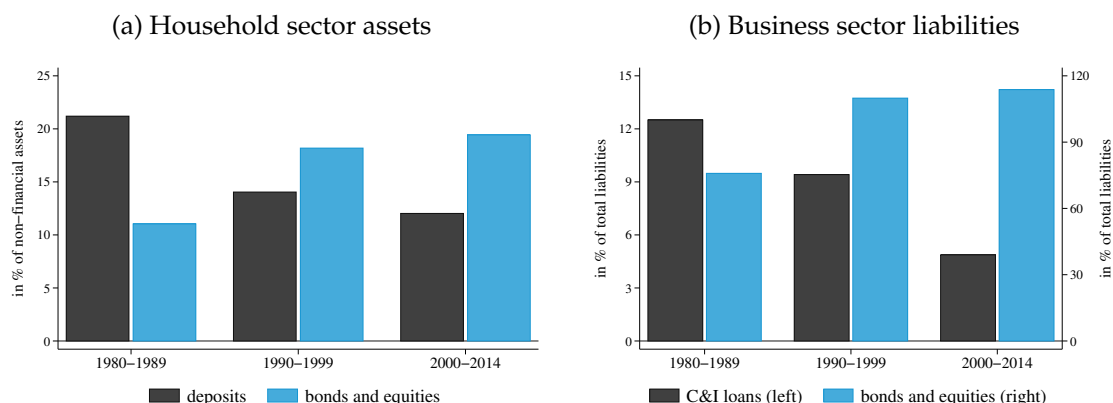 (a) Household sector assets
in % of non–financial assets
25
20
15
10
5
0
1980–1989 1990–1999 2000–2014
deposits bonds and equities
(b) Business sector liabilities
in % of total liabilities
15
12
9
6
3
0
120
90
60
30
0
in % of total liabilities
1980–1989 1990–1999 2000–2014
C&I loans (left) bonds and equities (right)